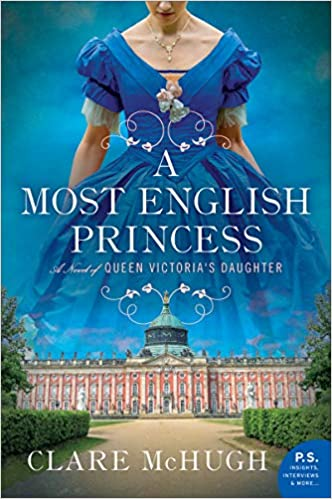 A
MOST ENGLISH
PRINCESS
A Novel of QUEEN VICTORIA'S DAUGHTER
P.S.
INSIGHTS,
INTERVIEWS
& MORE...
CLARE McHUGH